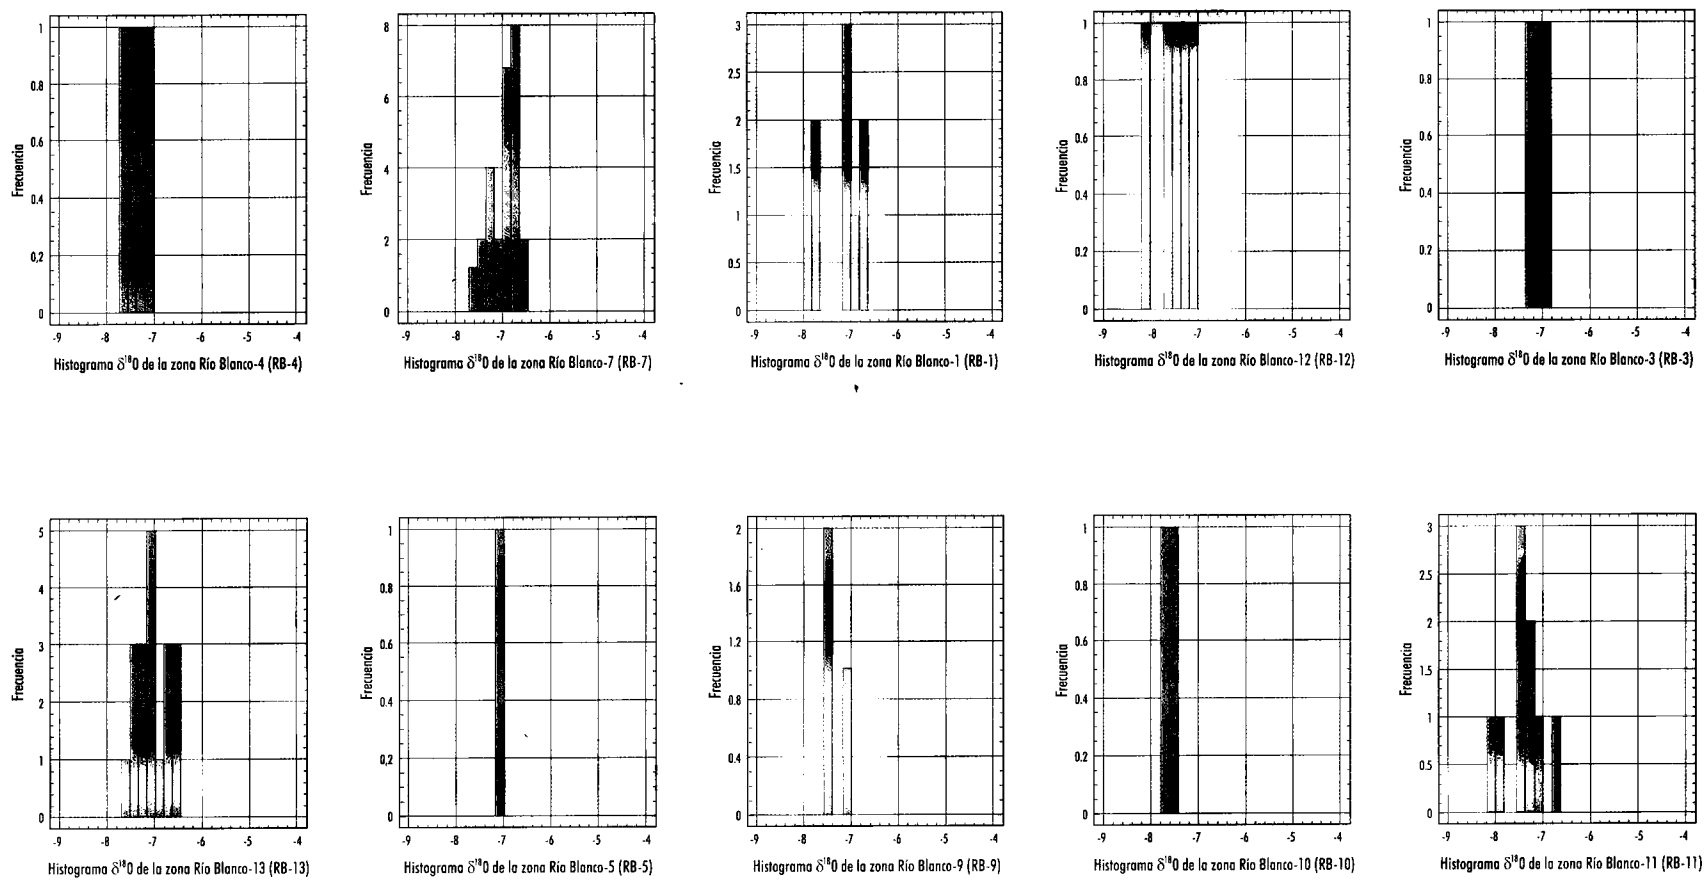 1
0.8
0.6
0.4
0,2
0
Frecuencia
-9 -8 -7 -6 -5 -4
Histograma δ¹⁸O de la zona Río Blanco-4 (RB-4)
8
6
4
2
0
Frecuencia
-9 -8 -7 -6 -5 -4
Histograma δ¹⁸O de la zona Río Blanco-7 (RB-7)
3
2.5
2
1.5
1
0.5
0
Frecuencia
-9 -8 -7 -6 -5 -4
Histograma δ¹⁸O de la zona Río Blanco-1 (RB-1)
1
0.8
0.6
0.4
0.2
0
Frecuencia
-9 -8 -7 -6 -5 -4
Histograma δ¹⁸O de la zona Río Blanco-12 (RB-12)
1
0.8
0.6
0.4
0.2
0
Frecuencia
-9 -8 -7 -6 -5 -4
Histograma δ¹⁸O de la zona Río Blanco-3 (RB-3)
5
4
3
2
1
0
Frecuencia
-9 -8 -7 -6 -5 -4
Histograma δ¹⁸O de la zona Río Blanco-13 (RB-13)
1
0.8
0.6
0.4
0,2
0
Frecuencia
-9 -8 -7 -6 -5 -4
Histograma δ¹⁸O de la zona Río Blanco-5 (RB-5)
2
1.6
1.2
0.8
0.4
0
Frecuencia
-9 -8 -7 -6 -5 -4
Histograma δ¹⁸O de la zona Río Blanco-9 (RB-9)
1
0.8
0.6
0.4
0.2
0
Frecuencia
-9 -8 -7 -6 -5 -4
Histograma δ¹⁸O de la zona Río Blanco-10 (RB-10)
3
2.5
2
1.5
1
0.5
0
Frecuencia
-9 -8 -7 -6 -5 -4
Histograma δ¹⁸O de la zona Río Blanco-11 (RB-11)